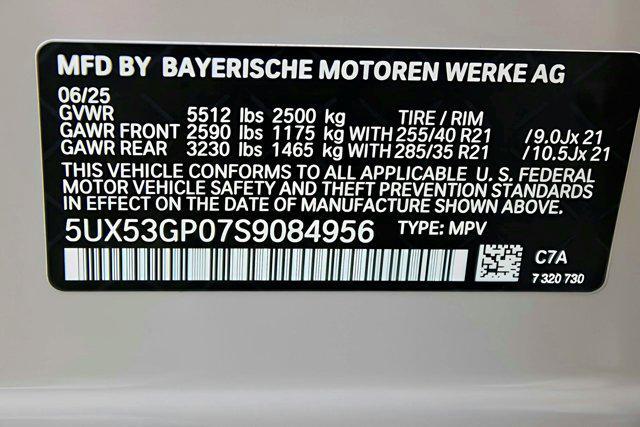 MFD BY BAYERISCHE MOTOREN WERKE AG
06/25
GVWR 5512 lbs 2500 kg TIRE / RIM
GAWR FRONT 2590 lbs 1175 kg WITH 255/40 R21 /9.0Jx 21
GAWR REAR 3230 lbs 1465 kg WITH 285/35 R21 /10.5Jx 21
THIS VEHICLE CONFORMS TO ALL APPLICABLE U. S. FEDERAL
MOTOR VEHICLE SAFETY AND THEFT PREVENTION STANDARDS
IN EFFECT ON THE DATE OF MANUFACTURE SHOWN ABOVE.
5UX53GP07S9084956 TYPE: MPV
C7A
7 320 730